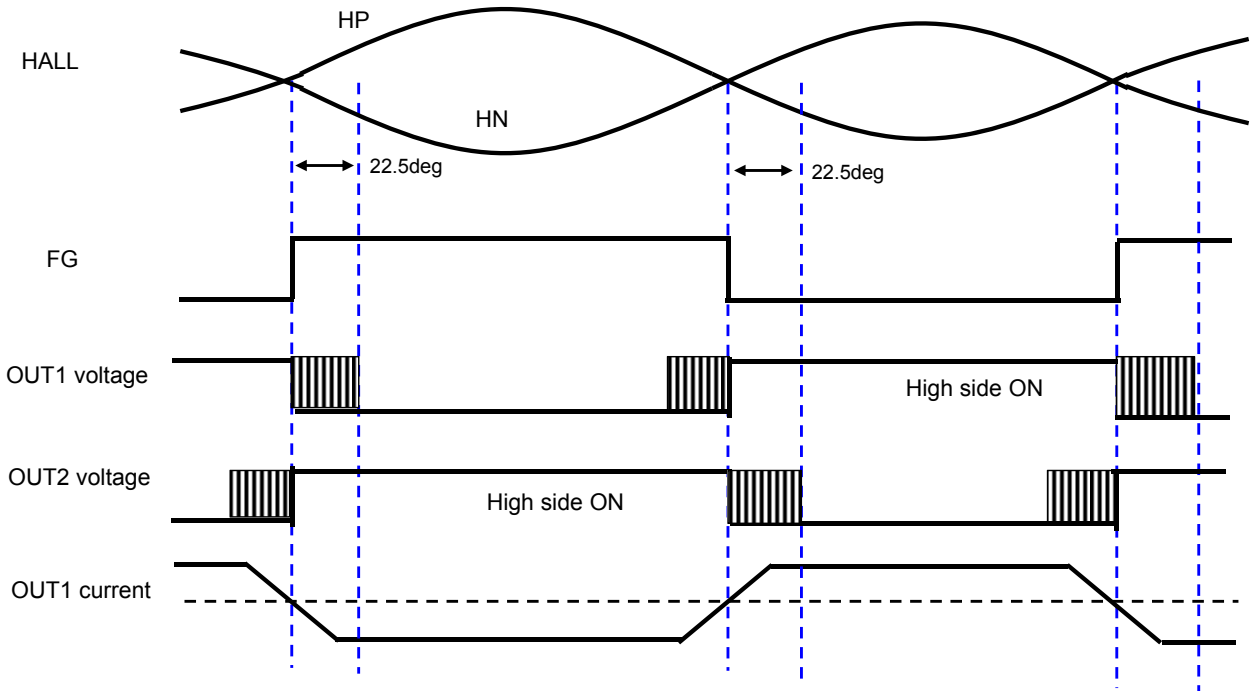 HP
HALL
HN
22.5deg
22.5deg
FG
OUT1 voltage
High side ON
OUT2 voltage
High side ON
OUT1 current